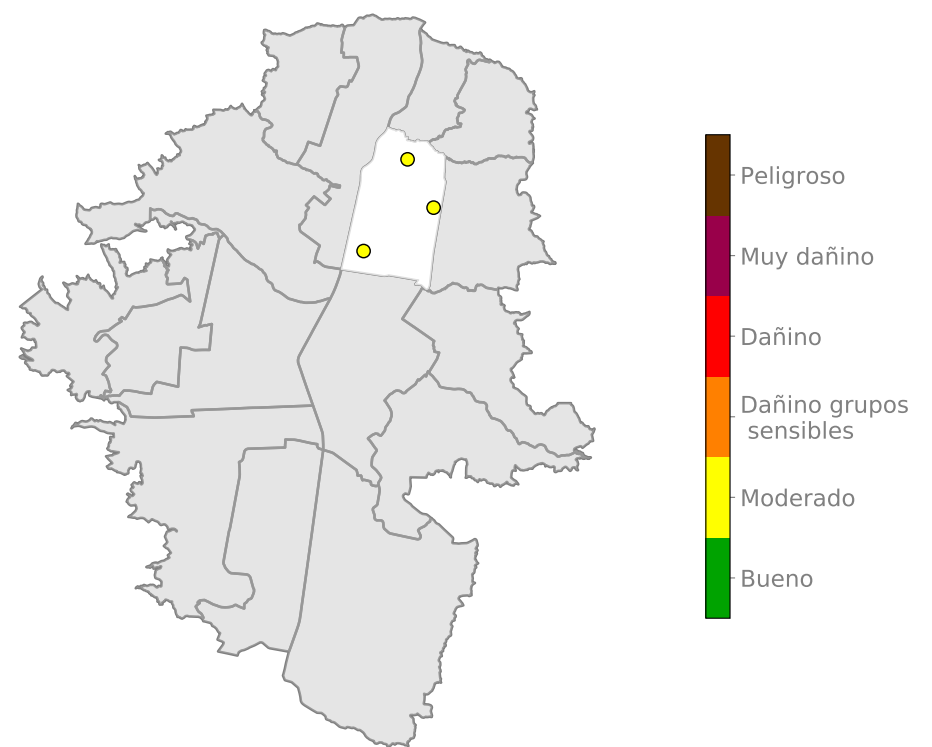 Peligroso
Muy dañino
Dañino
Dañino grupos
sensibles
Moderado
Bueno